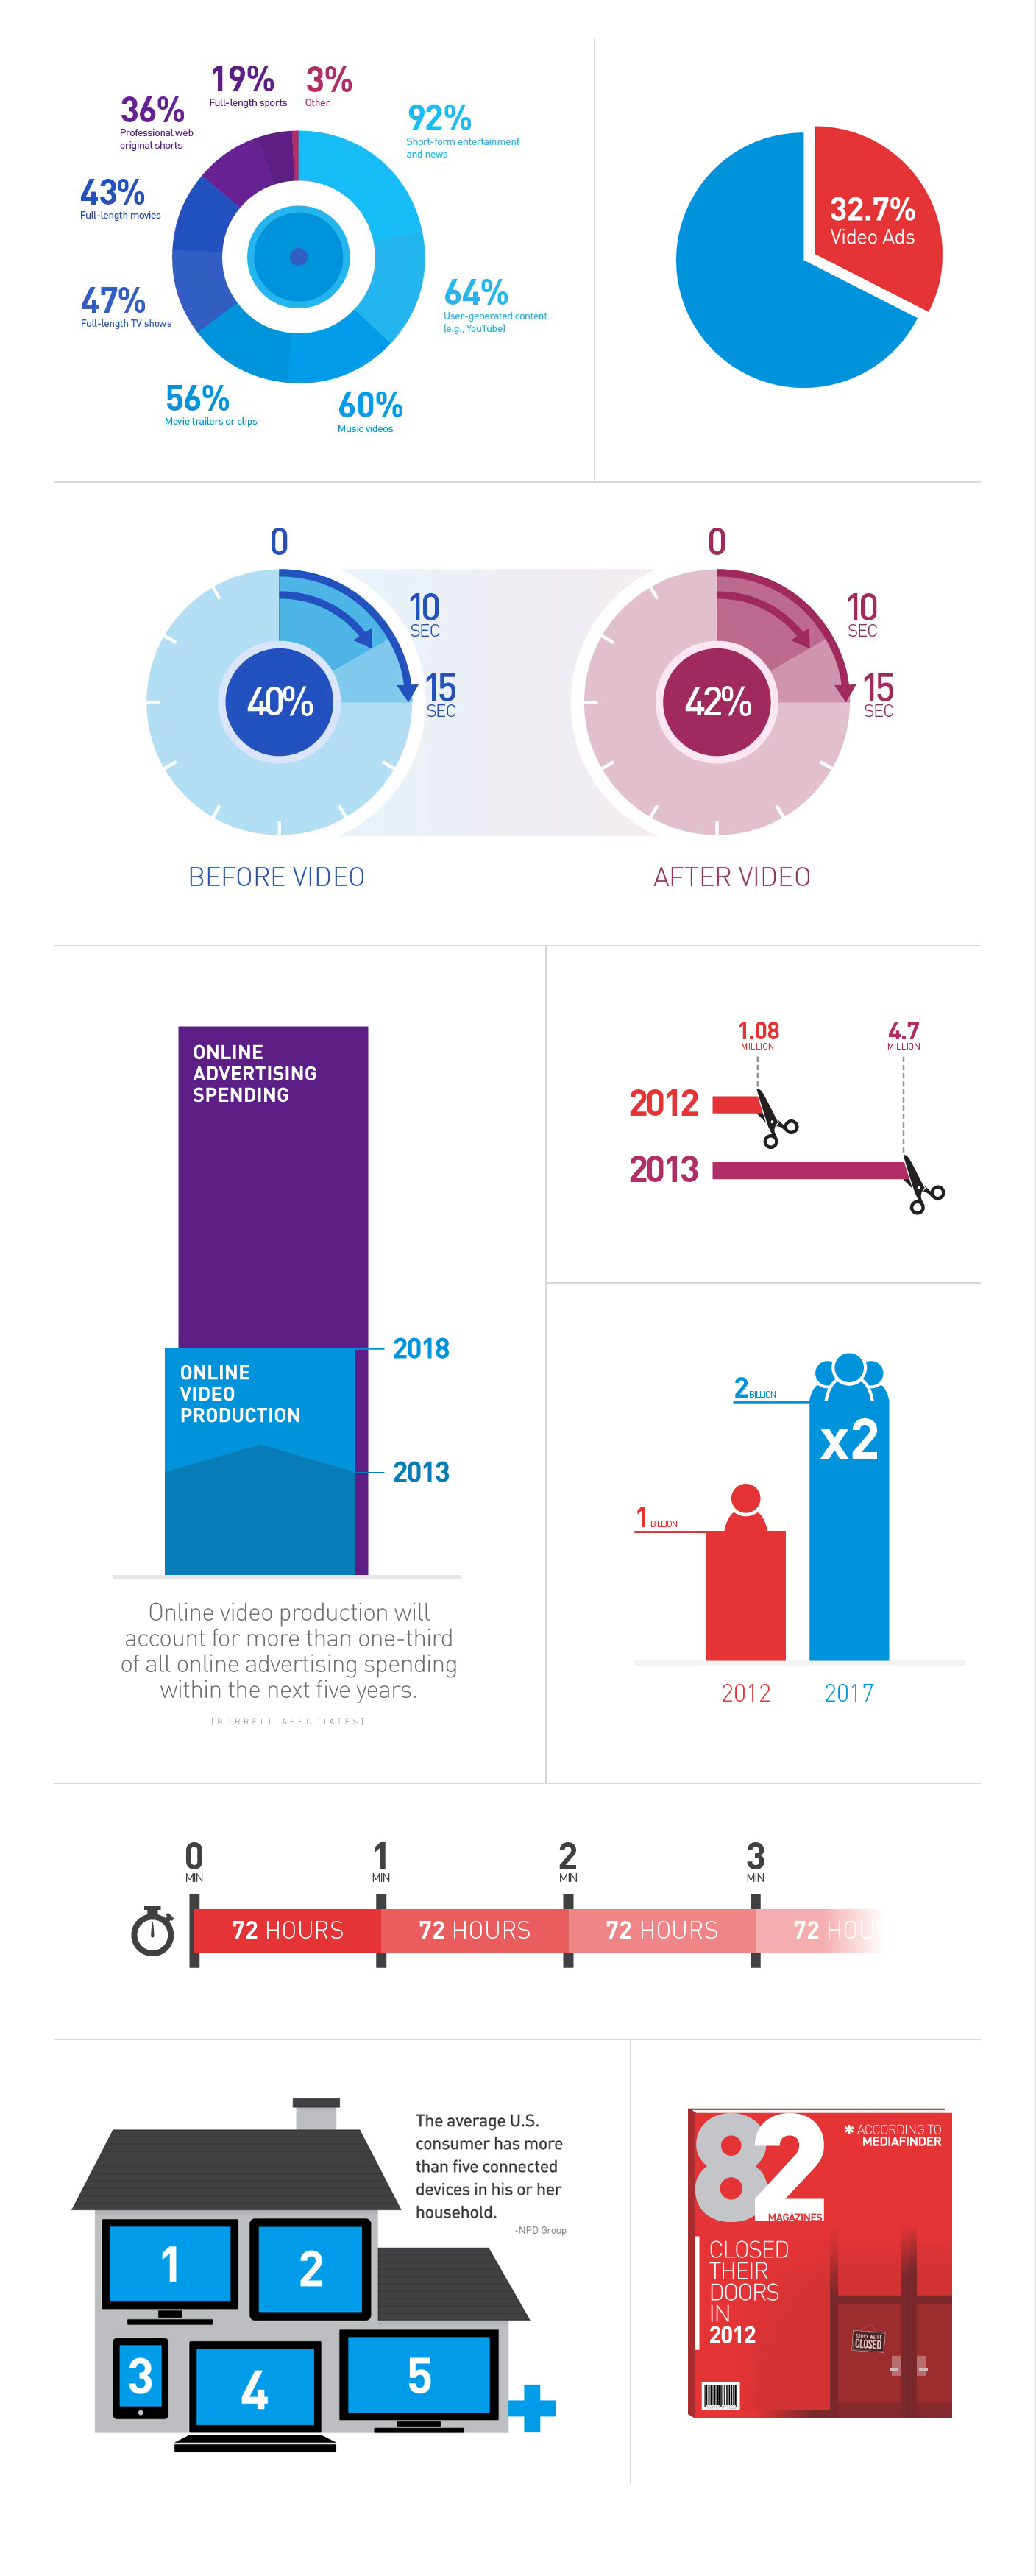 19%
Full-length sports
3%
Other
36%
Professional web
original shorts
92%
Short-form entertainment
and news
43%
Full-length movies
64%
User-generated content
(e.g., YouTube)
47%
Full-length TV shows
56%
Movie trailers or clips
60%
Music videos
32.7%
Video Ads
0
10
SEC
15
SEC
40%
BEFORE VIDEO
0
10
SEC
15
SEC
42%
AFTER VIDEO
ONLINE
ADVERTISING
SPENDING
2018
ONLINE
VIDEO
PRODUCTION
2013
Online video production will
account for more than one-third
of all online advertising spending
within the next five years.
[BORRELL ASSOCIATES]
1.08
MILLION
4.7
MILLION
2012
2013
2 BILLION
x2
1 BILLION
2012
2017
0
MIN
1
MIN
2
MIN
3
MIN
72 HOURS
72 HOURS
72 HOURS
72 HOU
The average U.S.
consumer has more
than five connected
devices in his or her
household.
-NPD Group
1
2
3
4
5
82
MAGAZINES
* ACCORDING TO
MEDIAFINDER
CLOSED
THEIR
DOORS
IN
2012
SORRY WE'RE
CLOSED